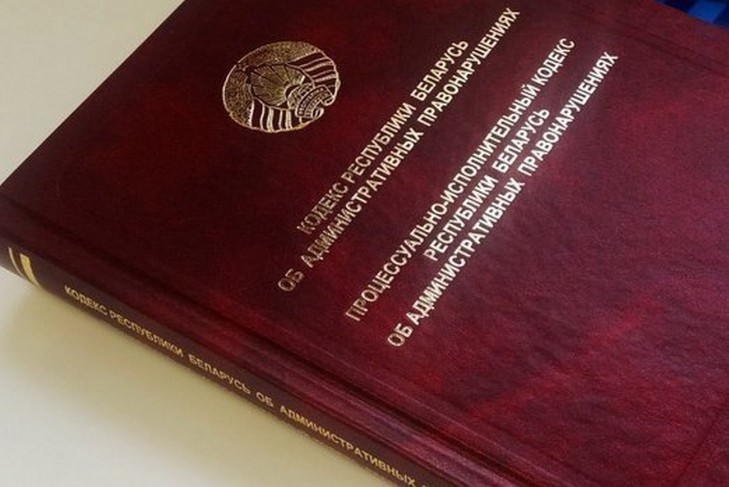 КОДЕКС РЕСПУБЛИКИ БЕЛАРУСЬ
ОБ АДМИНИСТРАТИВНЫХ ПРАВОНАРУШЕНИЯХ
ПРОЦЕССУАЛЬНО-ИСПОЛНИТЕЛЬНЫЙ КОДЕКС
РЕСПУБЛИКИ БЕЛАРУСЬ
ОБ АДМИНИСТРАТИВНЫХ ПРАВОНАРУШЕНИЯХ
КОДЕКС РЕСПУБЛИКИ БЕЛАРУСЬ ОБ АДМИНИСТРАТИВНЫХ